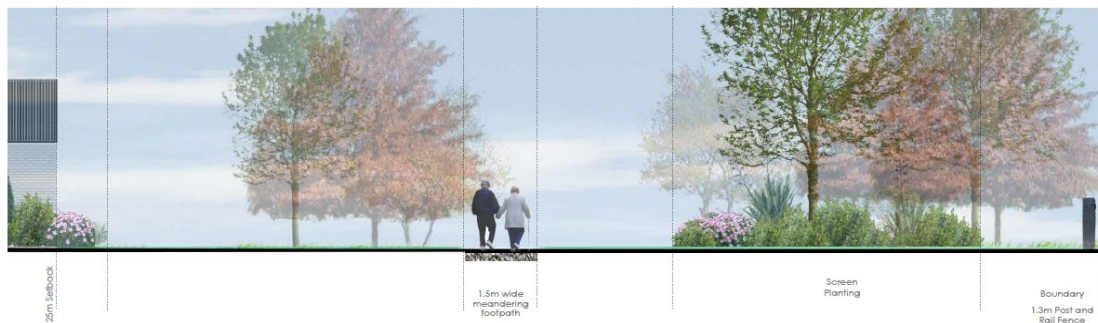 25m Setback
1.5m wide
meandering
footpath
Screen
Planting
Boundary
1.3m Post and
Rail Fence